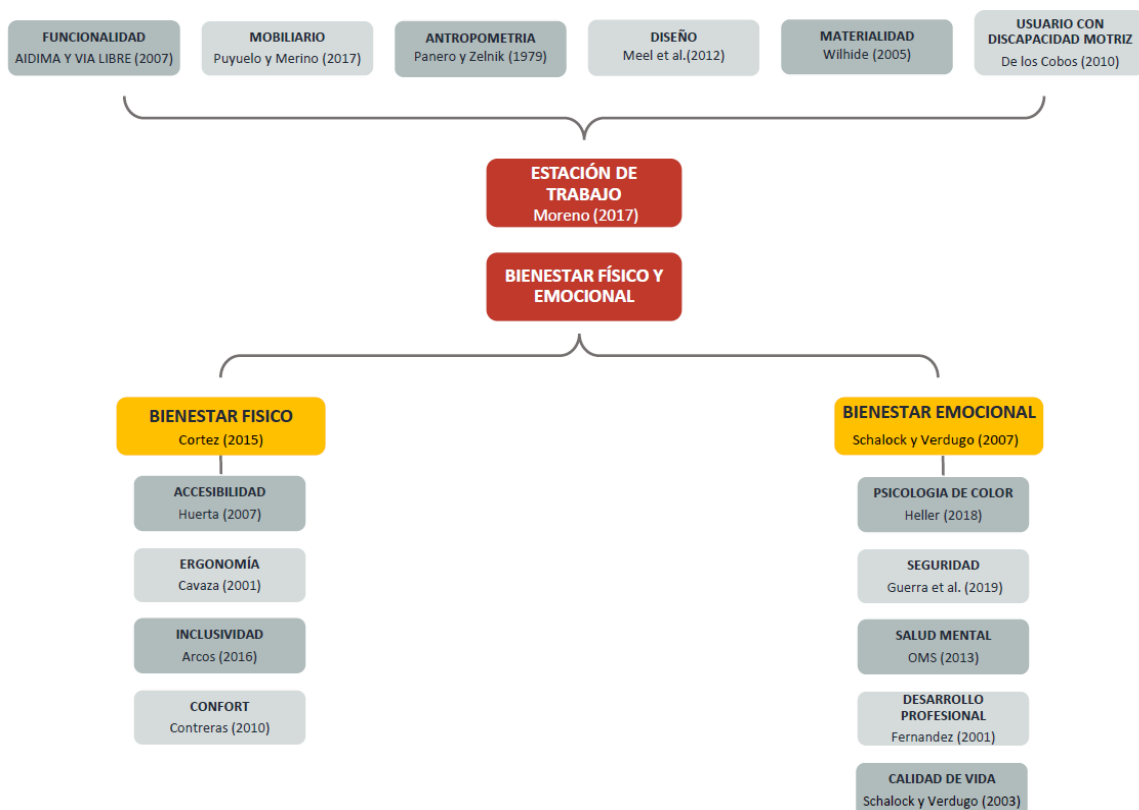 FUNCIONALIDAD
AIDIMA Y VIA LIBRE (2007)
MOBILIARIO
Puyuelo y Merino (2017)
ANTROPOMETRIA
Panero y Zelnik (1979)
DISEÑO
Meel et al.(2012)
MATERIALIDAD
Wilhide (2005)
USUARIO CON
DISCAPACIDAD MOTRIZ
De los Cobos (2010)
ESTACIÓN DE
TRABAJO
Moreno (2017)
BIENESTAR FÍSICO Y
EMOCIONAL
BIENESTAR FISICO
Cortez (2015)
ACCESIBILIDAD
Huerta (2007)
ERGONOMÍA
Cavaza (2001)
INCLUSIVIDAD
Arcos (2016)
CONFORT
Contreras (2010)
BIENESTAR EMOCIONAL
Schalock y Verdugo (2007)
PSICOLOGIA DE COLOR
Heller (2018)
SEGURIDAD
Guerra et al. (2019)
SALUD MENTAL
OMS (2013)
DESARROLLO
PROFESIONAL
Fernandez (2001)
CALIDAD DE VIDA
Schalock y Verdugo (2003)